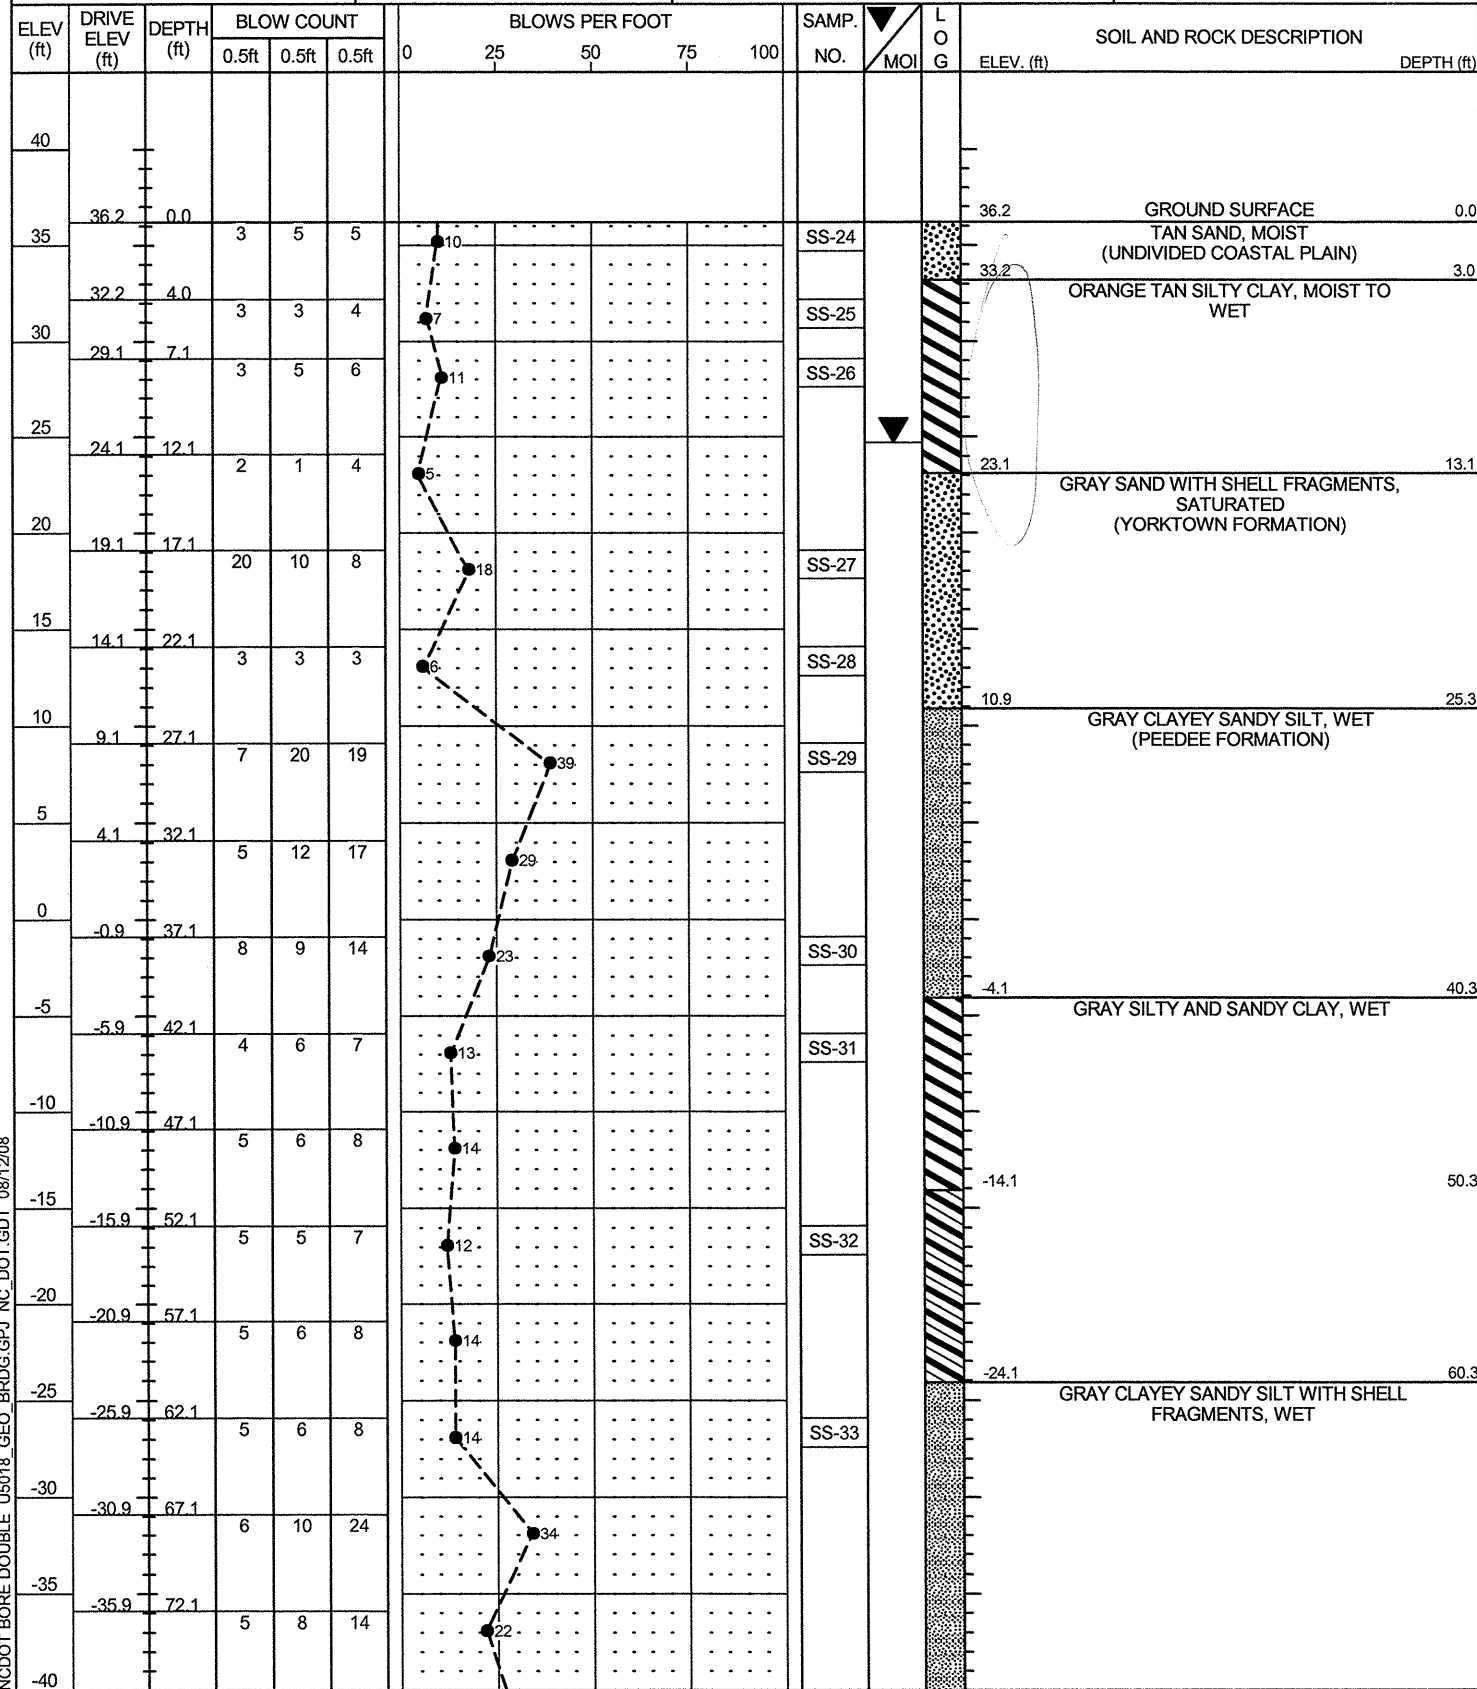 ELEV (ft) DRIVE ELEV (ft) DEPTH (ft) BLOW COUNT BLOWS PER FOOT SAMP. NO. MOI LOG SOIL AND ROCK DESCRIPTION
0.5ft 0.5ft 0.5ft 0 25 50 75 100 ELEV. (ft) DEPTH (ft)
40
36.2 0.0 36.2 GROUND SURFACE 0.0
35 3 5 5 10 SS-24 TAN SAND, MOIST
(UNDIVIDED COASTAL PLAIN)
33.2 3.0
32.2 4.0 ORANGE TAN SILTY CLAY, MOIST TO
3 3 4 7 SS-25 WET
30
29.1 7.1
3 5 6 11 SS-26
25
24.1 12.1
2 1 4 5 23.1 13.1
GRAY SAND WITH SHELL FRAGMENTS,
SATURATED
20 (YORKTOWN FORMATION)
19.1 17.1
20 10 8 18 SS-27
15
14.1 22.1
3 3 3 6 SS-28
10.9 25.3
10 GRAY CLAYEY SANDY SILT, WET
9.1 27.1 (PEEDEE FORMATION)
7 20 19 39 SS-29
5
4.1 32.1
5 12 17 29
0
-0.9 37.1
8 9 14 23 SS-30
-4.1 40.3
-5 GRAY SILTY AND SANDY CLAY, WET
-5.9 42.1
4 6 7 13 SS-31
-10
-10.9 47.1
5 6 8 14
-14.1 50.3
-15
-15.9 52.1
5 5 7 12 SS-32
-20
-20.9 57.1
5 6 8 14
-24.1 60.3
-25 GRAY CLAYEY SANDY SILT WITH SHELL
-25.9 62.1 FRAGMENTS, WET
5 6 8 14 SS-33
-30
-30.9 67.1
6 10 24 34
-35
-35.9 72.1
5 8 14 22
-40
NCDOT BORE DOUBLE U5018_GEO_BRDG.GPJ NC_DOT.GDT 08/12/08